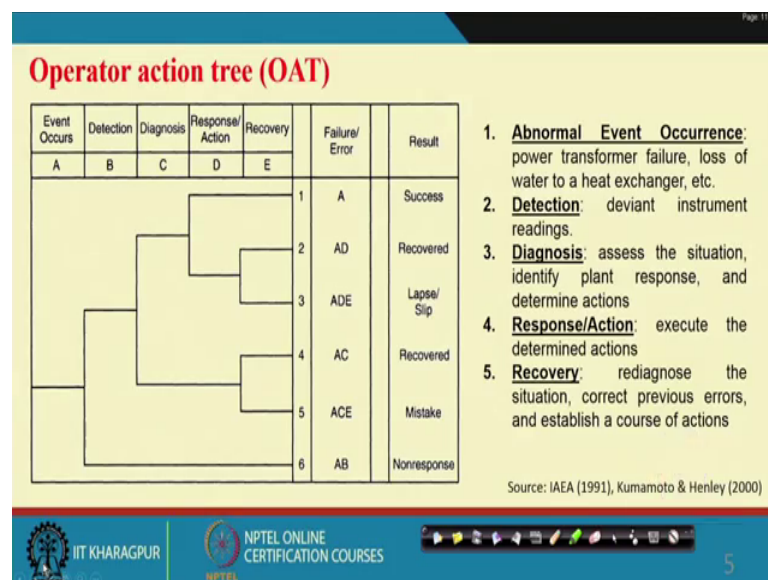 Page 11
Operator action tree (OAT)
Event Occurs Detection Diagnosis Response/ Action Recovery Failure/ Error Result
A B C D E
1 A Success
2 AD Recovered
3 ADE Lapse/ Slip
4 AC Recovered
5 ACE Mistake
6 AB Nonresponse
1. Abnormal Event Occurrence:
power transformer failure, loss of
water to a heat exchanger, etc.
2. Detection: deviant instrument
readings.
3. Diagnosis: assess the situation,
identify plant response, and
determine actions
4. Response/Action: execute the
determined actions
5. Recovery: rediagnose the
situation, correct previous errors,
and establish a course of actions
Source: IAEA (1991), Kumamoto & Henley (2000)
IIT KHARAGPUR
NPTEL
NPTEL ONLINE
CERTIFICATION COURSES
5